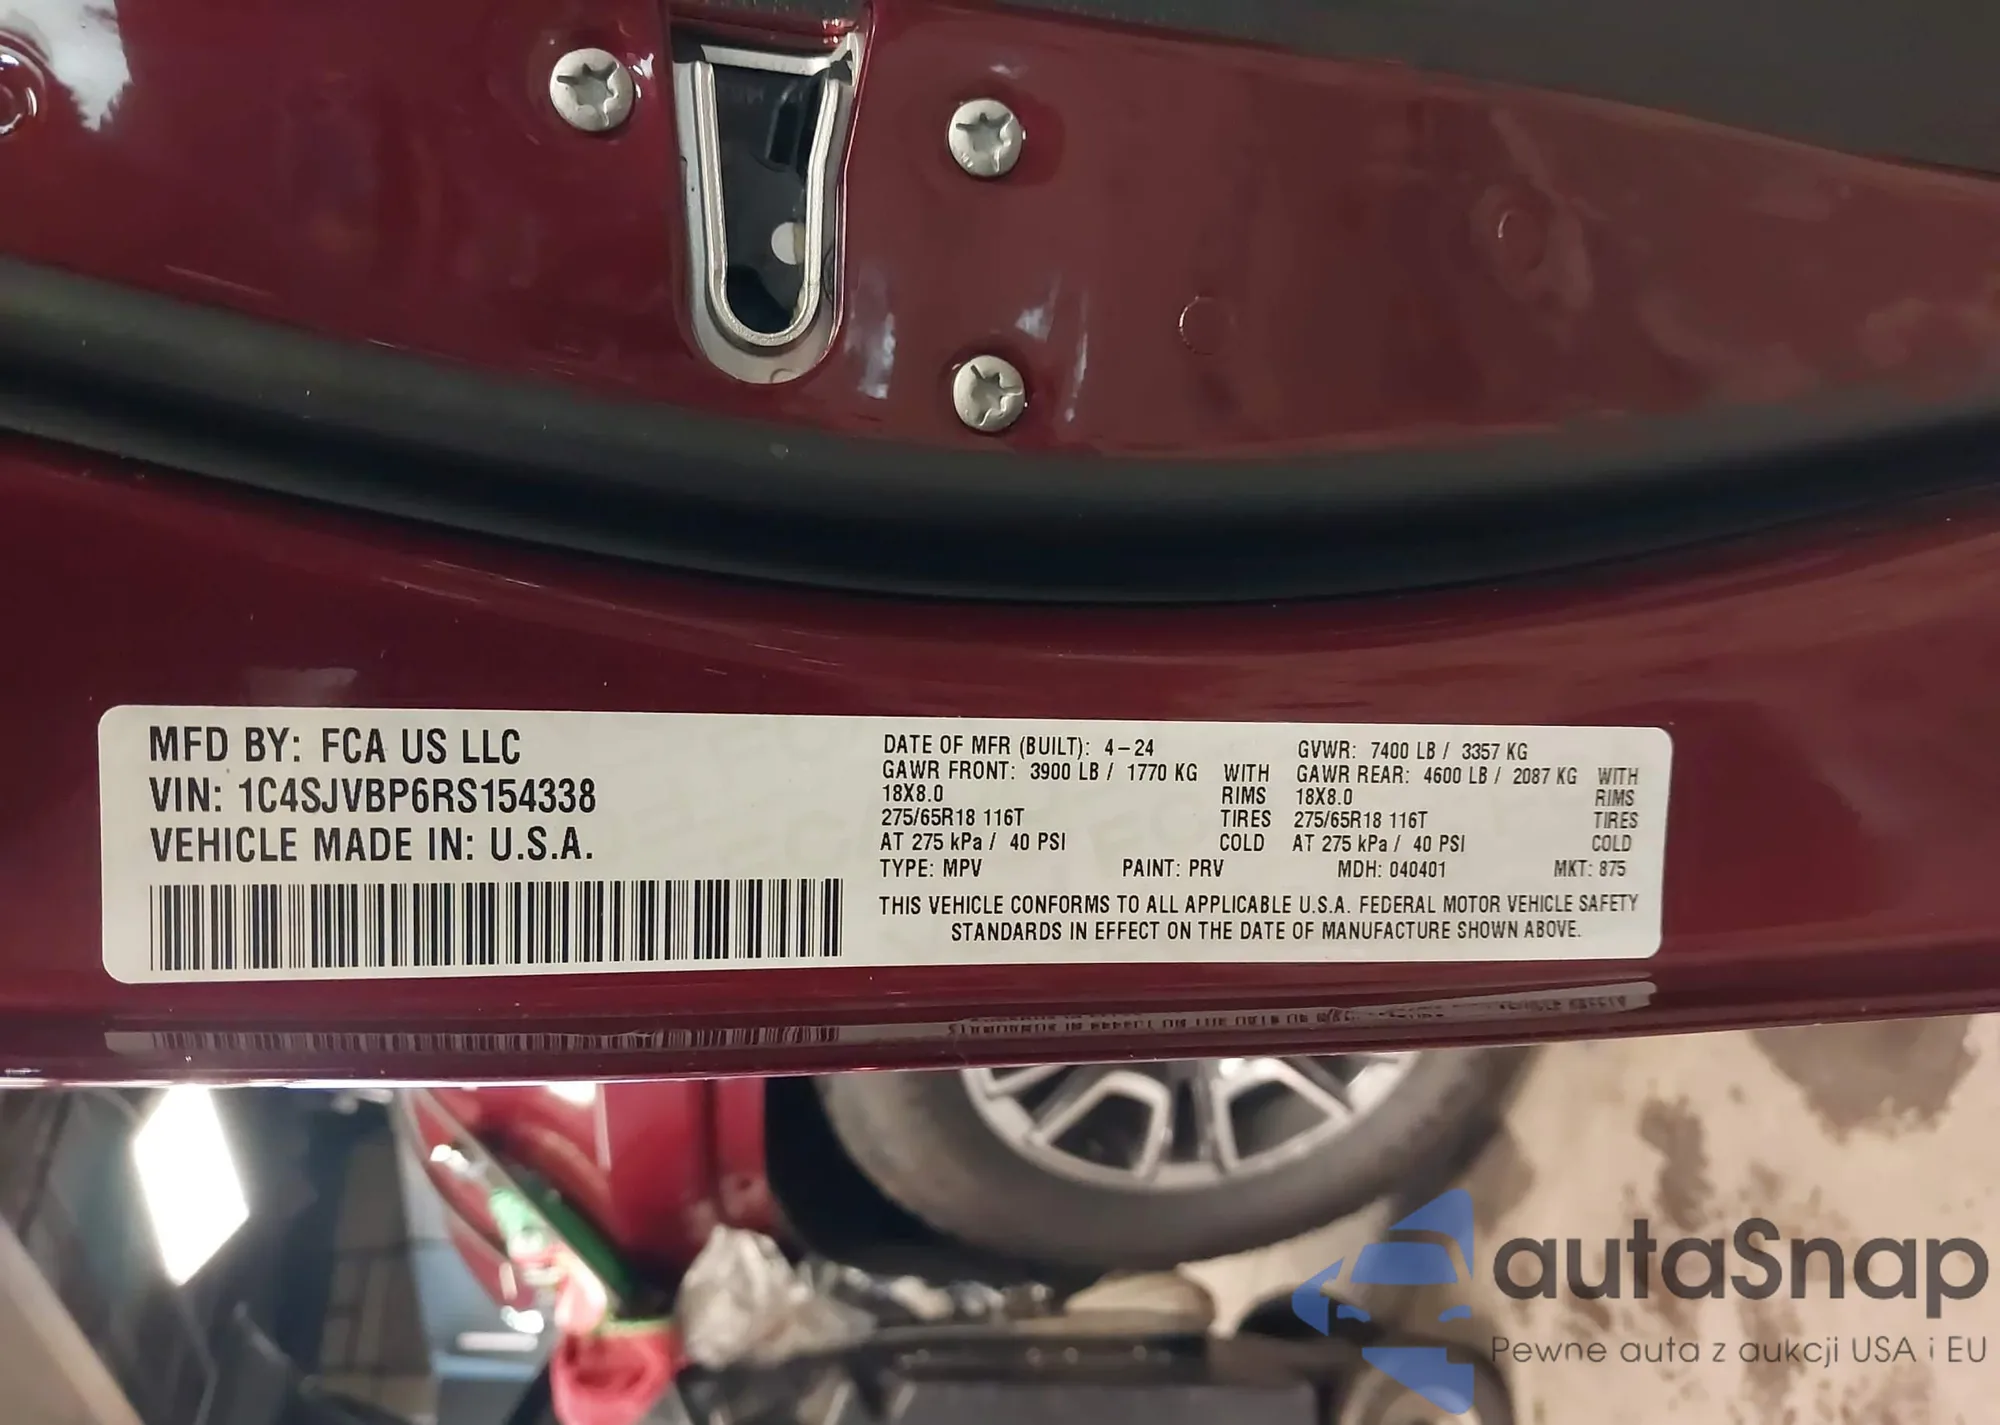 MFD BY: FCA US LLC
VIN: 1C4SJVBP6RS154338
VEHICLE MADE IN: U.S.A.
DATE OF MFR (BUILT): 4-24 GVWR: 7400 LB / 3357 KG
GAWR FRONT: 3900 LB / 1770 KG WITH GAWR REAR: 4600 LB / 2087 KG WITH
18X8.0 RIMS 18X8.0 RIMS
275/65R18 116T TIRES 275/65R18 116T TIRES
AT 275 kPa / 40 PSI COLD AT 275 kPa / 40 PSI COLD
TYPE: MPV PAINT: PRV MDH: 040401 MKT: 875
THIS VEHICLE CONFORMS TO ALL APPLICABLE U.S.A. FEDERAL MOTOR VEHICLE SAFETY
STANDARDS IN EFFECT ON THE DATE OF MANUFACTURE SHOWN ABOVE.
autaSnap
Pewne auta z aukcji USA i EU